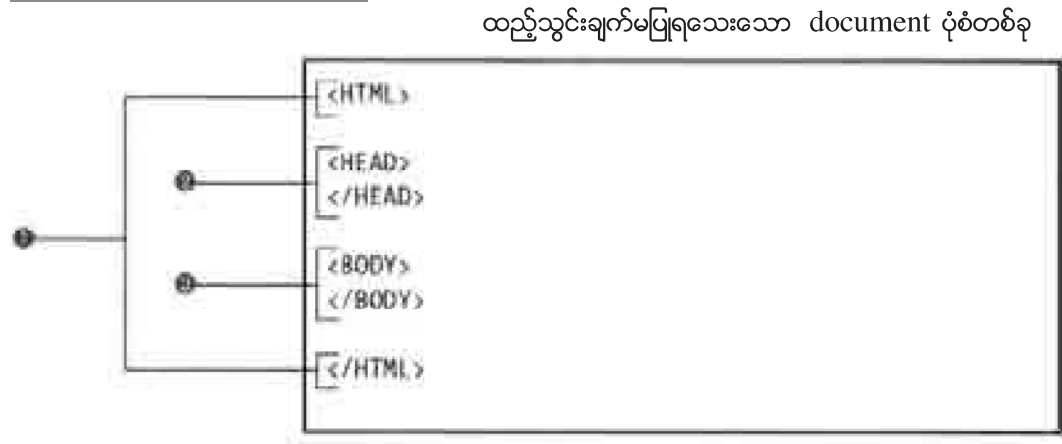 ထည့်သွင်းချက်မပြုရသေးသော document ပုံစံတစ်ခု
<HTML>
<HEAD>
</HEAD>
<BODY>
</BODY>
</HTML>